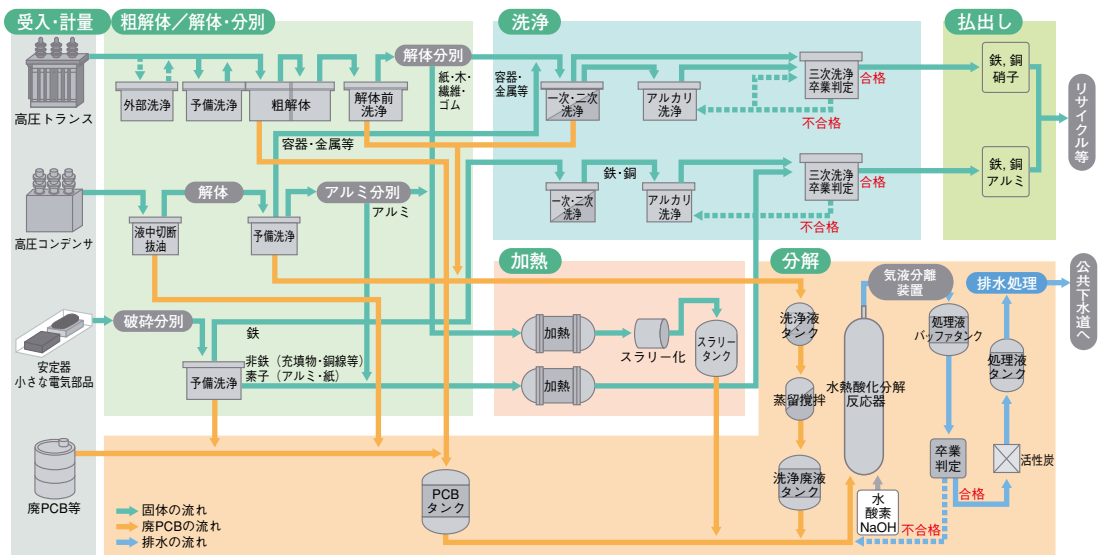 受入・計量
粗解体／解体・分別
洗浄
払出し
高圧トランス
外部洗浄
予備洗浄
粗解体
解体前
洗浄
解体分別
紙・木・
繊維・
ゴム
容器・
金属等
容器・金属等
一次・二次
洗浄
アルカリ
洗浄
三次洗浄
卒業判定
合格
不合格
鉄, 銅
硝子
リサイクル等
高圧コンデンサ
液中切断
抜油
解体
予備洗浄
アルミ分別
アルミ
鉄・銅
一次・二次
洗浄
アルカリ
洗浄
三次洗浄
卒業判定
合格
不合格
鉄, 銅
アルミ
安定器
小さな電気部品
破砕分別
予備洗浄
鉄
非鉄（充填物・銅線等）
素子（アルミ・紙）
加熱
加熱
スラリー化
スラリー
タンク
加熱
分解
洗浄液
タンク
蒸留撹拌
洗浄廃液
タンク
水熱酸化分解
反応器
気液分離
装置
処理液
バッファタンク
排水処理
公共下水道へ
処理液
タンク
卒業
判定
合格
不合格
活性炭
水
酸素
NaOH
廃PCB等
PCB
タンク
固体の流れ
廃PCBの流れ
排水の流れ